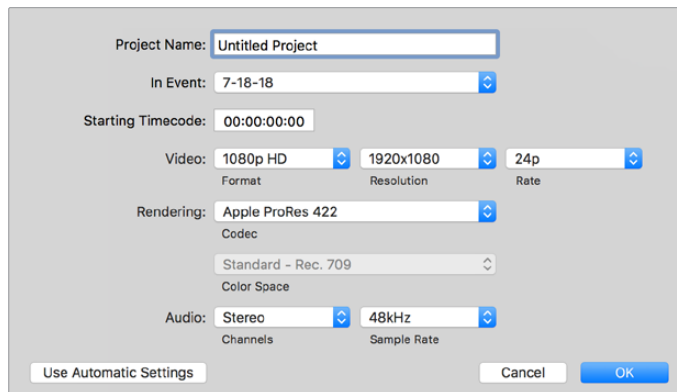 Project Name: Untitled Project
In Event: 7-18-18
Starting Timecode: 00:00:00:00
Video: 1080p HD 1920x1080 24p
Format Resolution Rate
Rendering: Apple ProRes 422
Codec
Standard - Rec. 709
Color Space
Audio: Stereo 48kHz
Channels Sample Rate
Use Automatic Settings Cancel OK